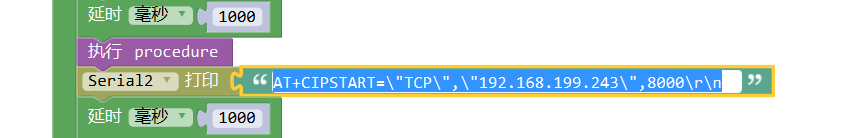 延时 毫秒 1000
执行 procedure
Serial2 打印 “ AT+CIPSTART=\"TCP\",\"192.168.199.243\",8000\r\n ”
延时 毫秒 1000